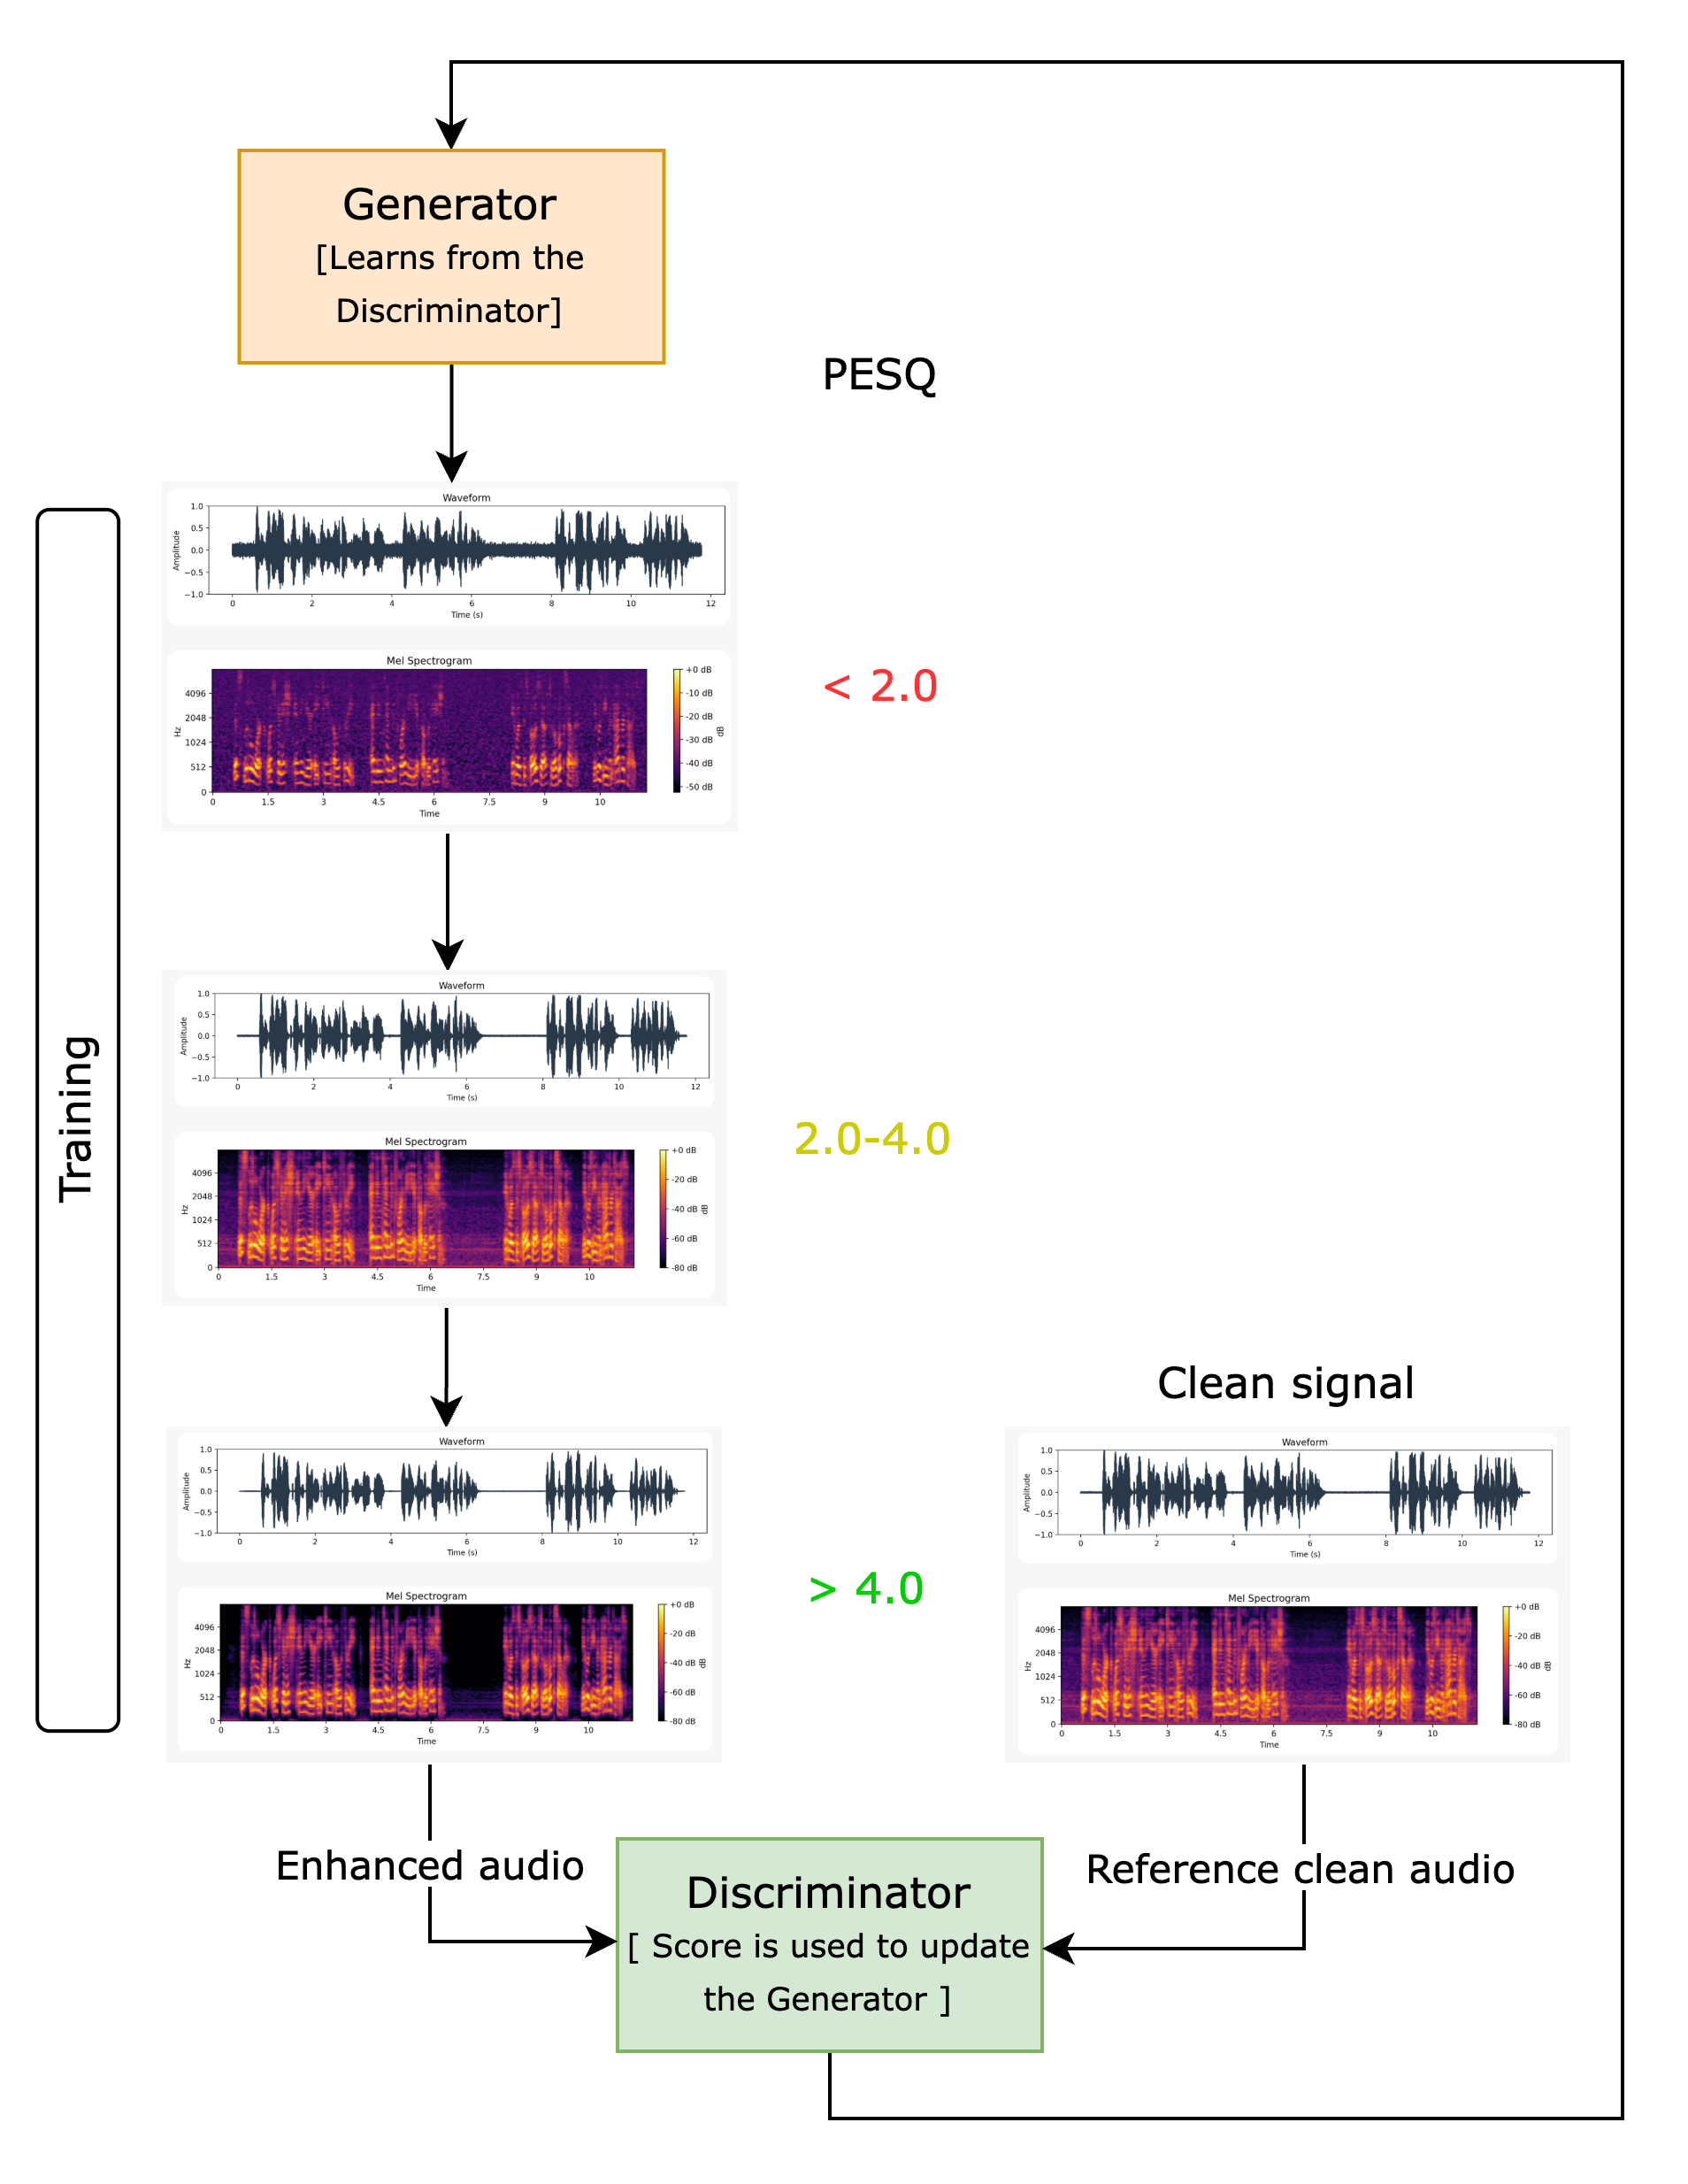 Generator
[Learns from the
Discriminator]
PESQ
Training
Waveform
1.0
0.5
0.0
−0.5
−1.0
Amplitude
0 2 4 6 8 10 12
Time (s)
Mel Spectrogram
4096
2048
1024
512
0
Hz
0 1.5 3 4.5 6 7.5 9 10
Time
+0 dB
-10 dB
-20 dB
-30 dB
-40 dB
-50 dB
dB
< 2.0
Waveform
1.0
0.5
0.0
−0.5
−1.0
Amplitude
0 2 4 6 8 10 12
Time (s)
Mel Spectrogram
4096
2048
1024
512
0
Hz
0 1.5 3 4.5 6 7.5 9 10
Time
+0 dB
-20 dB
-40 dB
-60 dB
-80 dB
dB
2.0-4.0
Waveform
1.0
0.5
0.0
−0.5
−1.0
Amplitude
0 2 4 6 8 10 12
Time (s)
Mel Spectrogram
4096
2048
1024
512
0
Hz
0 1.5 3 4.5 6 7.5 9 10
Time
+0 dB
-20 dB
-40 dB
-60 dB
-80 dB
dB
> 4.0
Clean signal
Waveform
1.0
0.5
0.0
−0.5
−1.0
Amplitude
0 2 4 6 8 10 12
Time (s)
Mel Spectrogram
4096
2048
1024
512
0
Hz
0 1.5 3 4.5 6 7.5 9 10
Time
+0 dB
-20 dB
-40 dB
-60 dB
-80 dB
dB
Enhanced audio
Reference clean audio
Discriminator
[ Score is used to update
the Generator ]